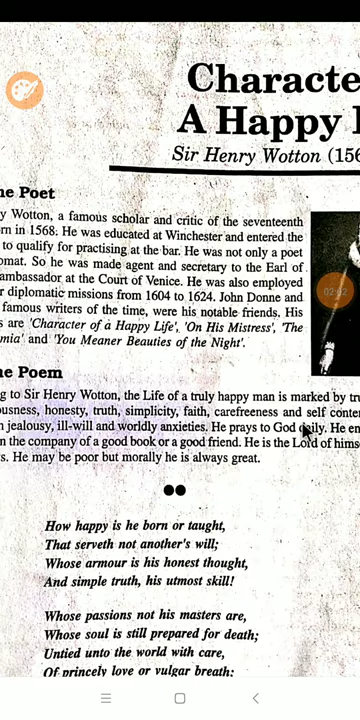 Characte
A Happy
Sir Henry Wotton (156
he Poet
y Wotton, a famous scholar and critic of the seventeenth
rn in 1568. He was educated at Winchester and entered the
to qualify for practising at the bar. He was not only a poet
omat. So he was made agent and secretary to the Earl of
ambassador at the Court of Venice. He was also employed
r diplomatic missions from 1604 to 1624. John Donne and
famous writers of the time, were his notable friends. His
s are 'Character of a Happy Life', 'On His Mistress', 'The
mia' and 'You Meaner Beauties of the Night'.
02:02
he Poem
g to Sir Henry Wotton, the Life of a truly happy man is marked by tru
ousness, honesty, truth, simplicity, faith, carefreeness and self conte
n jealousy, ill-will and worldly anxieties. He prays to God daily. He en
n the company of a good book or a good friend. He is the Lord of hims
s. He may be poor but morally he is always great.
How happy is he born or taught,
That serveth not another's will;
Whose armour is his honest thought,
And simple truth, his utmost skill!
Whose passions not his masters are,
Whose soul is still prepared for death;
Untied unto the world with care,
Of princely love or vulgar breath;